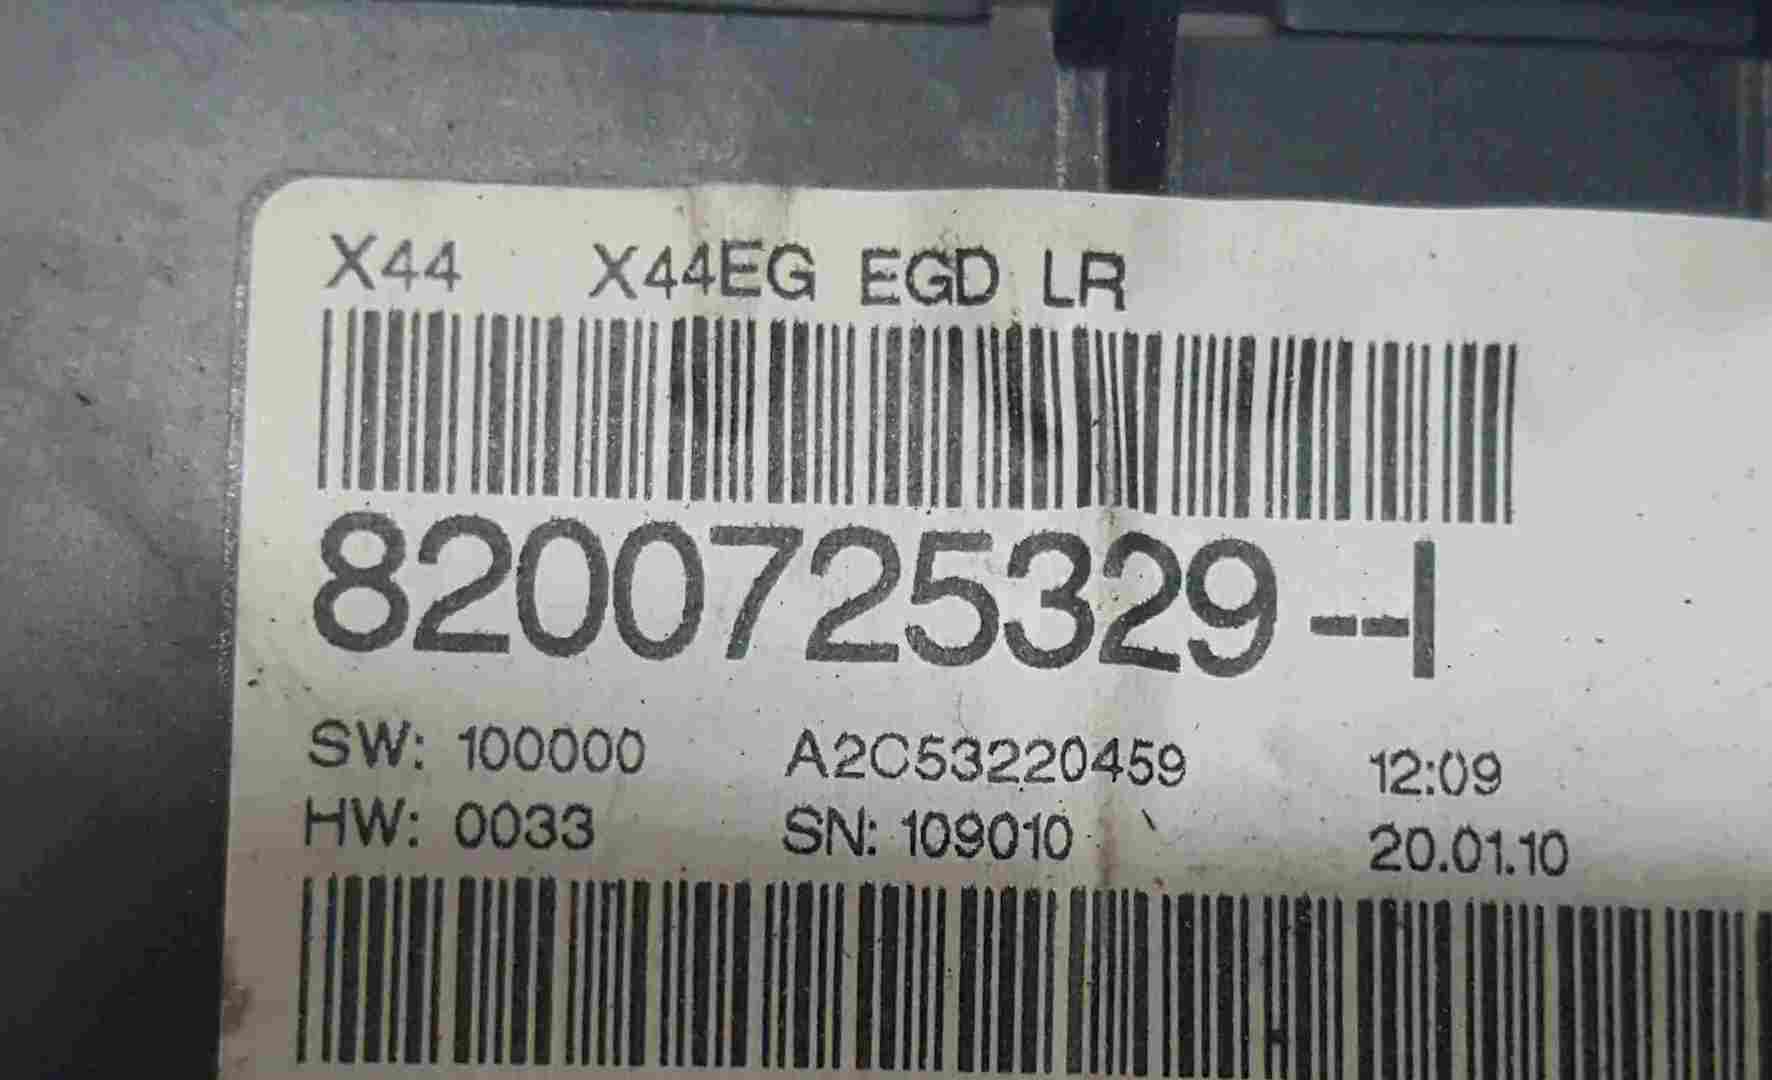 X44 X44EG EGD LR
8200725329--I
SW: 100000 A2C53220459 12:09
HW: 0033 SN: 109010 20.01.10